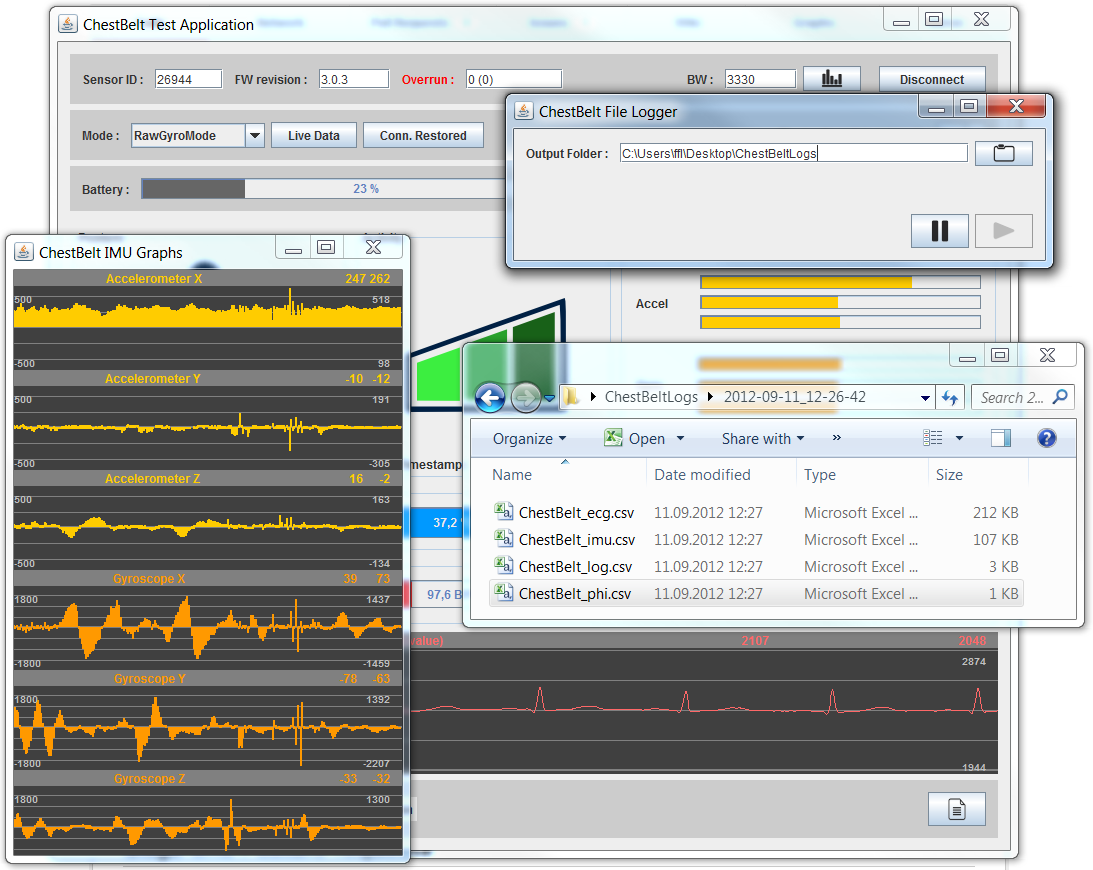 ChestBelt Test Application
Sensor ID : 26944 FW revision : 3.0.3 Overrun : 0 (0) BW : 3330 Disconnect
Mode : RawGyroMode Live Data Conn. Restored
Battery : 23 %
ChestBelt File Logger
Output Folder : C:\Users\ffl\Desktop\ChestBeltLogs
Accel
ChestBelt IMU Graphs
Accelerometer X 247 262
500 518
-500 98
Accelerometer Y -10 -12
500 191
-500 -305
Accelerometer Z 16 -2
500 163
-500 -134
Gyroscope X 39 73
1800 1437
-1800 -1459
Gyroscope Y -78 -63
1800 1392
-1800 -2207
Gyroscope Z -33 -32
1800 1300
ChestBeltLogs 2012-09-11_12-26-42 Search 2...
Organize Open Share with »
Name Date modified Type Size
ChestBelt_ecg.csv 11.09.2012 12:27 Microsoft Excel ... 212 KB
ChestBelt_imu.csv 11.09.2012 12:27 Microsoft Excel ... 107 KB
ChestBelt_log.csv 11.09.2012 12:27 Microsoft Excel ... 3 KB
ChestBelt_phi.csv 11.09.2012 12:27 Microsoft Excel ... 1 KB
mestamp
37,2
97,6 B
value) 2107 2048
2874
1944